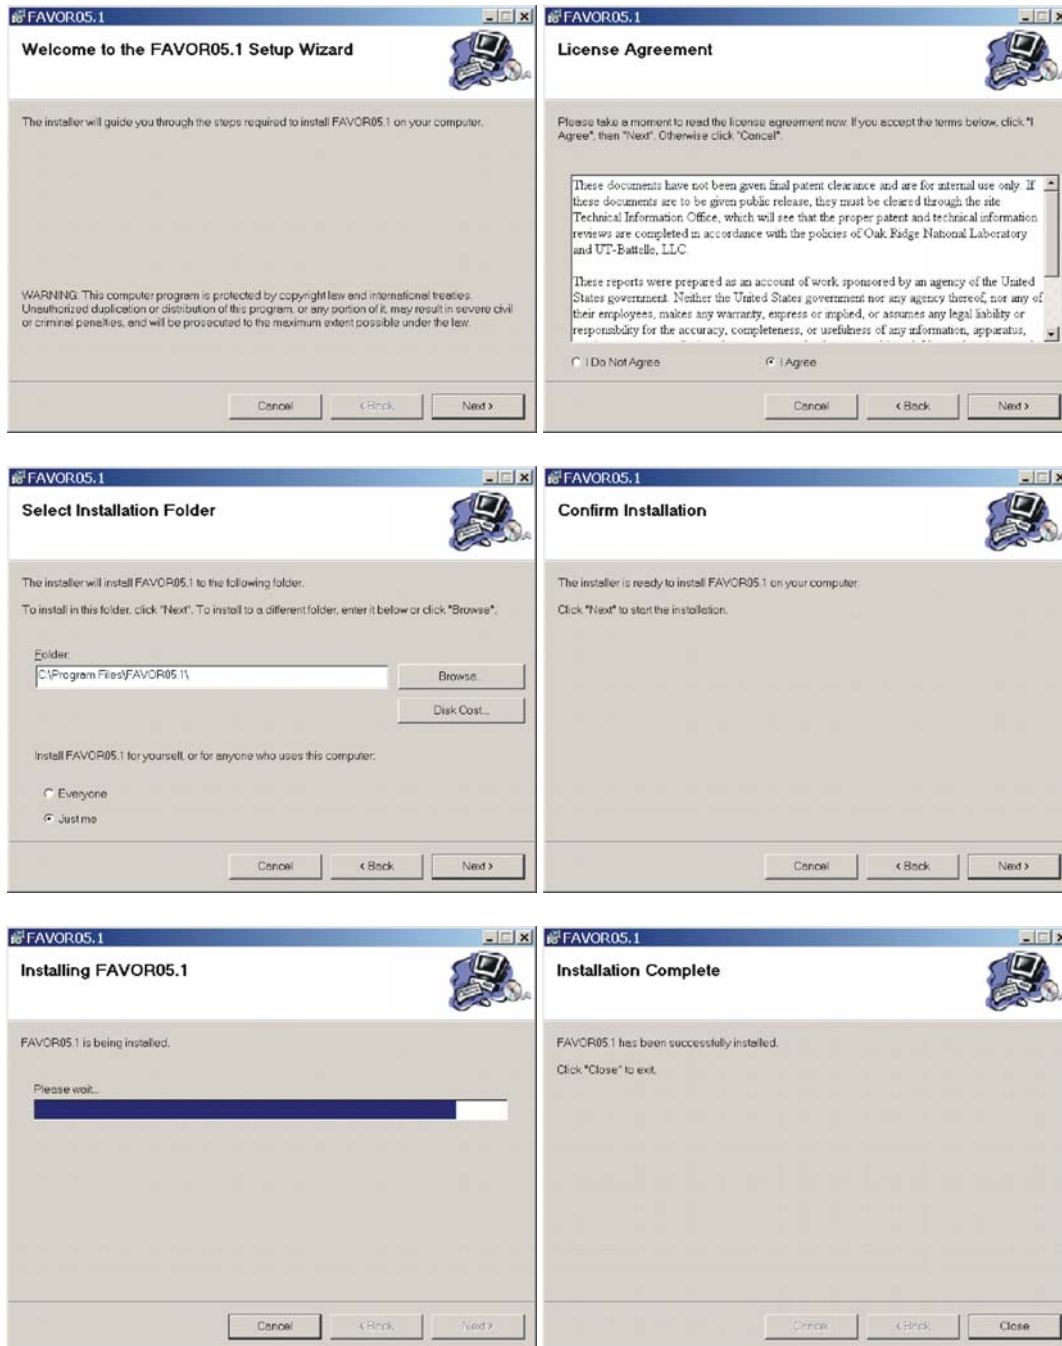 FAVOR05.1
Welcome to the FAVOR05.1 Setup Wizard
The installer will guide you through the steps required to install FAVOR05.1 on your computer.
WARNING: This computer program is protected by copyright law and international treaties.
Unauthorized duplication or distribution of this program, or any portion of it, may result in severe civil
or criminal penalties, and will be prosecuted to the maximum extent possible under the law.
Cancel
< Back
Next >
FAVOR05.1
License Agreement
Please take a moment to read the license agreement now. If you accept the terms below, click "I
Agree", then "Next". Otherwise click "Cancel".
These documents have not been given final patent clearance and are for internal use only. If
these documents are to be given public release, they must be cleared through the site
Technical Information Office, which will see that the proper patent and technical information
reviews are completed in accordance with the policies of Oak Ridge National Laboratory
and UT-Battelle, LLC.
These reports were prepared as an account of work sponsored by an agency of the United
States government. Neither the United States government nor any agency thereof, nor any of
their employees, makes any warranty, express or implied, or assumes any legal liability or
responsibility for the accuracy, completeness, or usefulness of any information, apparatus,
I Do Not Agree
I Agree
Cancel
< Back
Next >
FAVOR05.1
Select Installation Folder
The installer will install FAVOR05.1 to the following folder.
To install in this folder, click "Next". To install to a different folder, enter it below or click "Browse".
Folder:
C:\Program Files\FAVOR05.1\
Browse...
Disk Cost...
Install FAVOR05.1 for yourself, or for anyone who uses this computer:
Everyone
Just me
Cancel
< Back
Next >
FAVOR05.1
Confirm Installation
The installer is ready to install FAVOR05.1 on your computer.
Click "Next" to start the installation.
Cancel
< Back
Next >
FAVOR05.1
Installing FAVOR05.1
FAVOR05.1 is being installed.
Please wait...
Cancel
< Back
Next >
FAVOR05.1
Installation Complete
FAVOR05.1 has been successfully installed.
Click "Close" to exit.
Cancel
< Back
Close